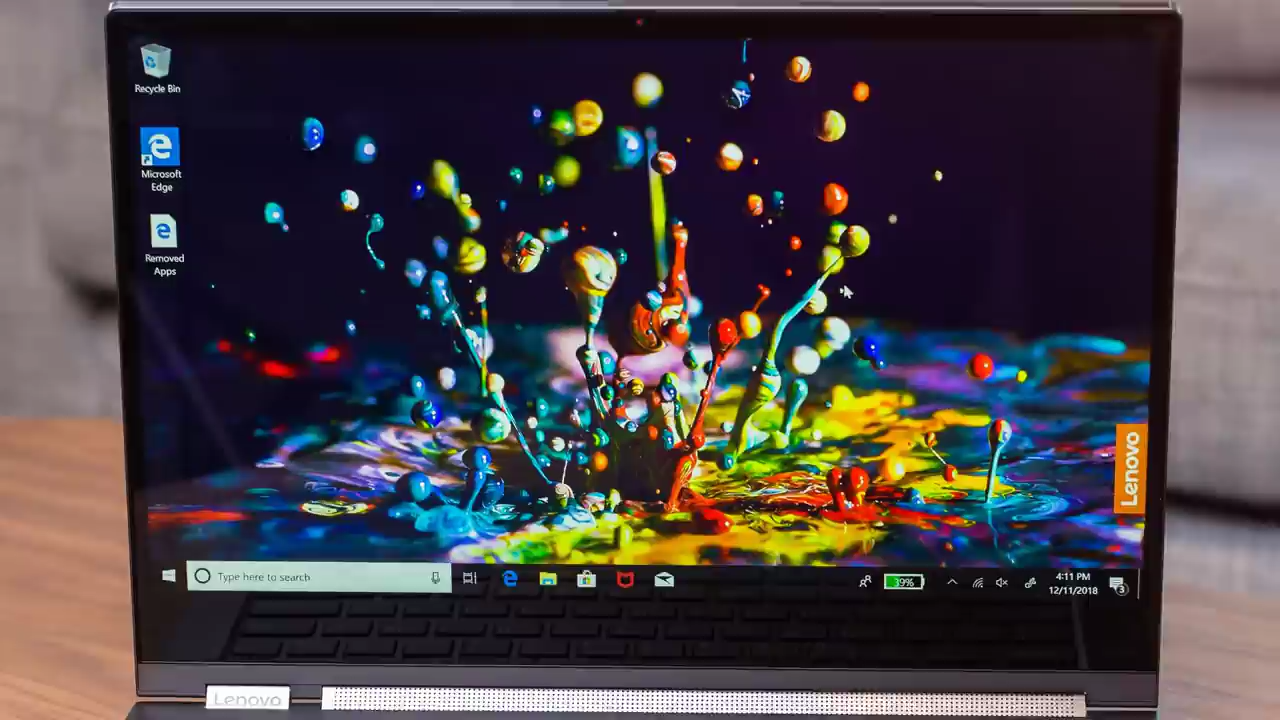 Recycle Bin
Microsoft
Edge
Removed
Apps
Lenovo
Type here to search
39%
4:11 PM
12/11/2018
3
Lenovo